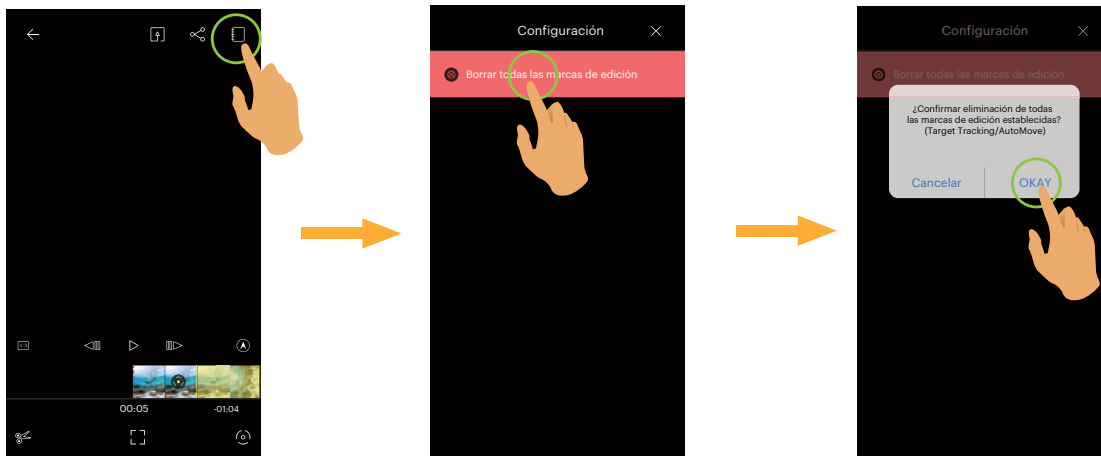 00:05
-01:04
Configuración
Borrar todas las marcas de edición
Configuración
Borrar todas las marcas de edición
¿Confirmar eliminación de todas
las marcas de edición establecidas?
(Target Tracking/AutoMove)
Cancelar
OKAY